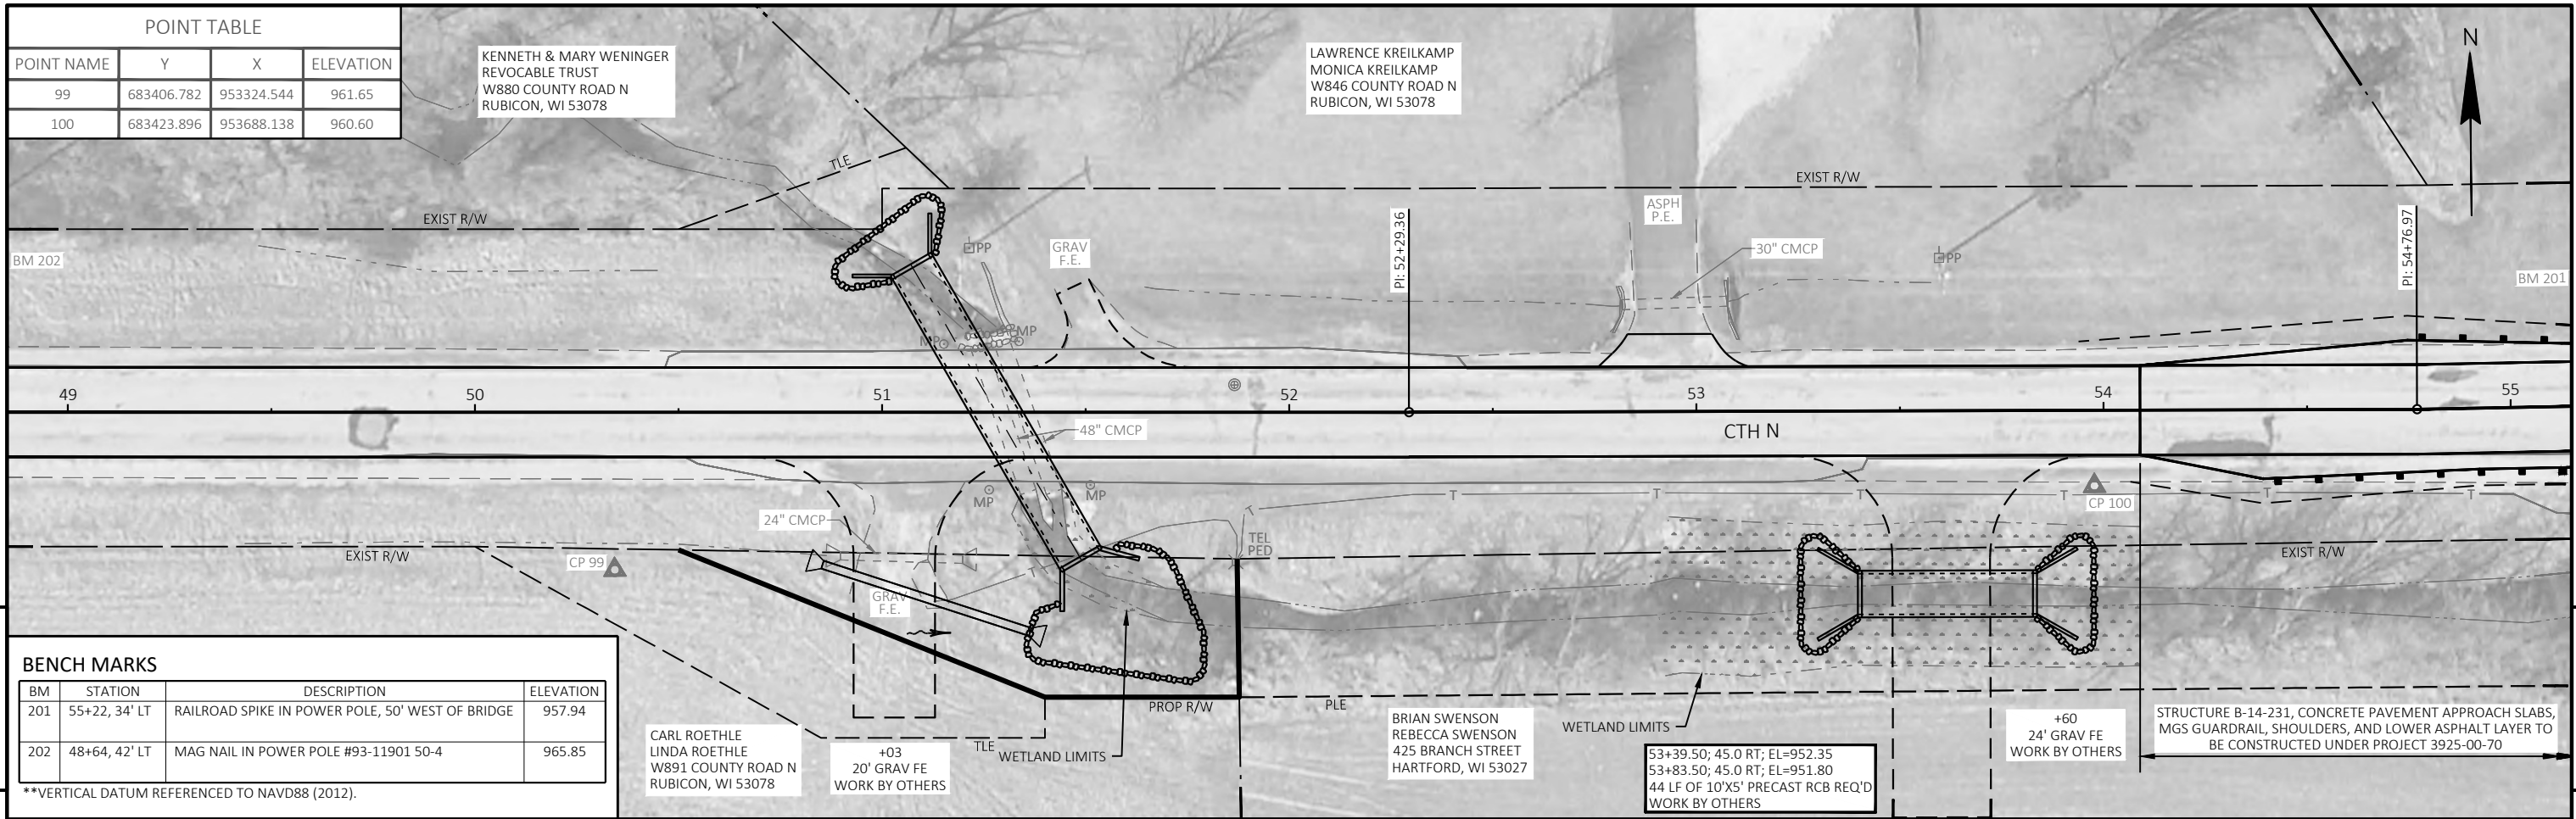 POINT TABLE
POINT NAME Y X ELEVATION
99 683406.782 953324.544 961.65
100 683423.896 953688.138 960.60
KENNETH & MARY WENINGER
REVOCABLE TRUST
W880 COUNTY ROAD N
RUBICON, WI 53078
LAWRENCE KREILKAMP
MONICA KREILKAMP
W846 COUNTY ROAD N
RUBICON, WI 53078
N
TLE
EXIST R/W
EXIST R/W
BM 202
PP
GRAV
F.E.
PI: 52+29.36
ASPH
P.E.
30" CMCP
PP
PI: 54+76.97
BM 201
MP
MP
49 50 51 52 53 54 55
48" CMCP
CTH N
MP
MP
24" CMCP
T
T T T T T T
CP 100
EXIST R/W
CP 99
T
TEL
PED
EXIST R/W
GRAV
F.E.
BENCH MARKS
BM STATION DESCRIPTION ELEVATION
201 55+22, 34' LT RAILROAD SPIKE IN POWER POLE, 50' WEST OF BRIDGE 957.94
202 48+64, 42' LT MAG NAIL IN POWER POLE #93-11901 50-4 965.85
**VERTICAL DATUM REFERENCED TO NAVD88 (2012).
CARL ROETHLE
LINDA ROETHLE
W891 COUNTY ROAD N
RUBICON, WI 53078
+03
20' GRAV FE
WORK BY OTHERS
TLE
WETLAND LIMITS
PROP R/W
PLE
BRIAN SWENSON
REBECCA SWENSON
425 BRANCH STREET
HARTFORD, WI 53027
WETLAND LIMITS
53+39.50; 45.0 RT; EL=952.35
53+83.50; 45.0 RT; EL=951.80
44 LF OF 10'X5' PRECAST RCB REQ'D
WORK BY OTHERS
+60
24' GRAV FE
WORK BY OTHERS
STRUCTURE B-14-231, CONCRETE PAVEMENT APPROACH SLABS,
MGS GUARDRAIL, SHOULDERS, AND LOWER ASPHALT LAYER TO
BE CONSTRUCTED UNDER PROJECT 3925-00-70